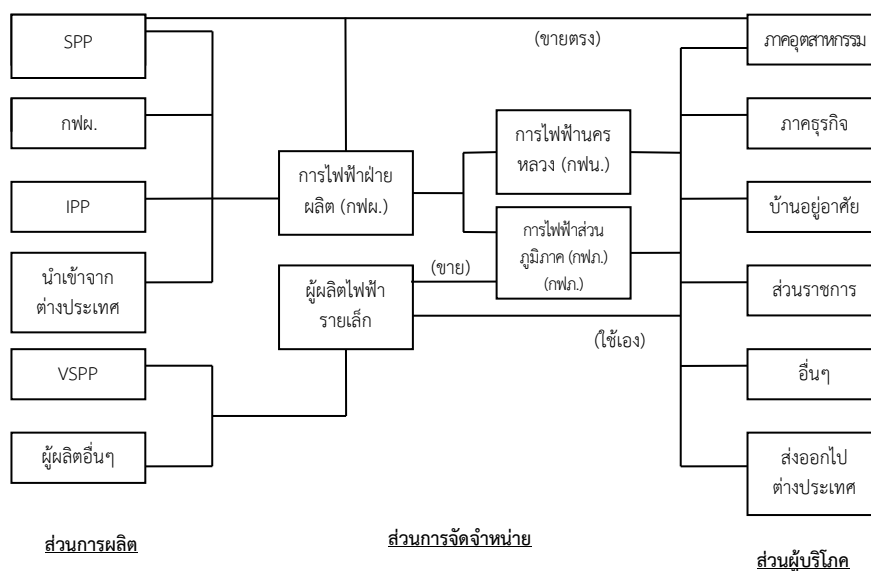 SPP
(ขายตรง)
ภาคอุตสาหกรรม
กฟผ.
การไฟฟ้านคร
หลวง (กฟน.)
ภาคธุรกิจ
การไฟฟ้าฝ่าย
ผลิต (กฟผ.)
IPP
บ้านอยู่อาศัย
การไฟฟ้าส่วน
ภูมิภาค (กฟภ.)
(กฟภ.)
นำเข้าจาก
ต่างประเทศ
(ขาย)
ผู้ผลิตไฟฟ้า
รายเล็ก
ส่วนราชการ
(ใช้เอง)
VSPP
อื่นๆ
ผู้ผลิตอื่นๆ
ส่งออกไป
ต่างประเทศ
ส่วนการผลิต
ส่วนการจัดจำหน่าย
ส่วนผู้บริโภค